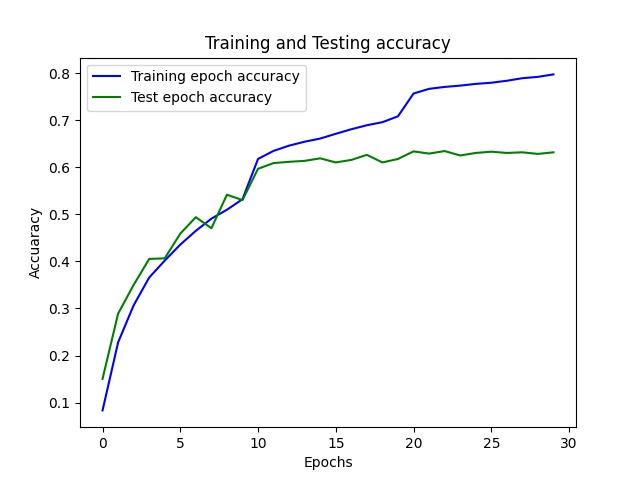 Training and Testing accuracy
Training epoch accuracy
Test epoch accuracy
0.8
0.7
0.6
0.5
0.4
0.3
0.2
0.1
Accuaracy
0 5 10 15 20 25 30
Epochs